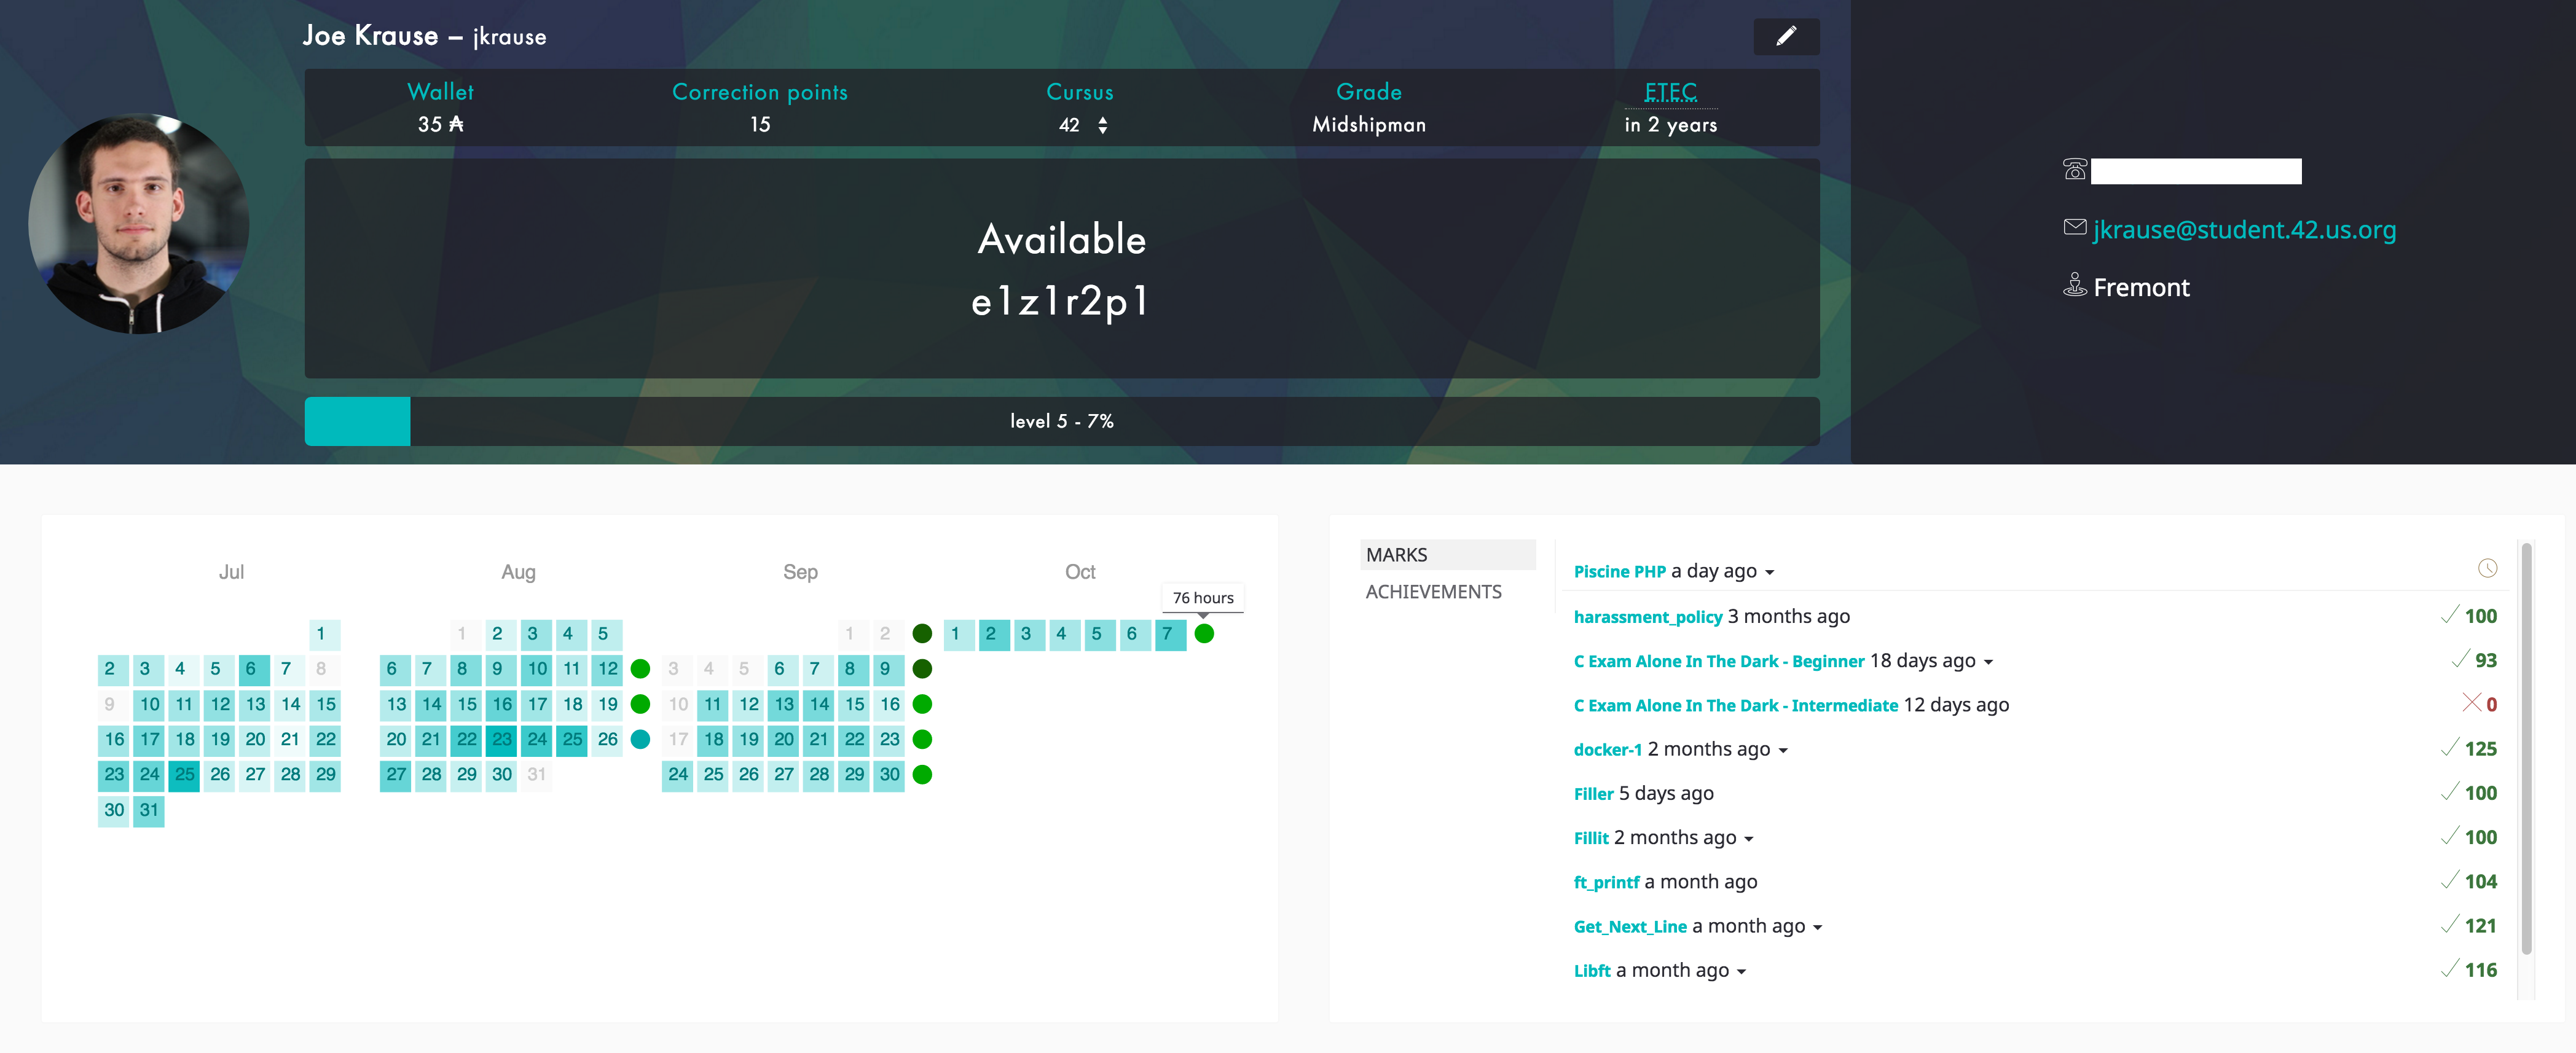 Joe Krause – jkrause
Wallet
35 ₳
Correction points
15
Cursus
42
Grade
Midshipman
ETEC
in 2 years
Available
e1z1r2p1
level 5 - 7%
jkrause@student.42.us.org
Fremont
Jul
1
2 3 4 5 6 7 8
9 10 11 12 13 14 15
16 17 18 19 20 21 22
23 24 25 26 27 28 29
30 31
Aug
1 2 3 4 5
6 7 8 9 10 11 12
13 14 15 16 17 18 19
20 21 22 23 24 25 26
27 28 29 30 31
Sep
1 2
3 4 5 6 7 8 9
10 11 12 13 14 15 16
17 18 19 20 21 22 23
24 25 26 27 28 29 30
Oct
76 hours
1 2 3 4 5 6 7
MARKS
ACHIEVEMENTS
Piscine PHP a day ago
harassment_policy 3 months ago 100
C Exam Alone In The Dark - Beginner 18 days ago 93
C Exam Alone In The Dark - Intermediate 12 days ago 0
docker-1 2 months ago 125
Filler 5 days ago 100
Fillit 2 months ago 100
ft_printf a month ago 104
Get_Next_Line a month ago 121
Libft a month ago 116